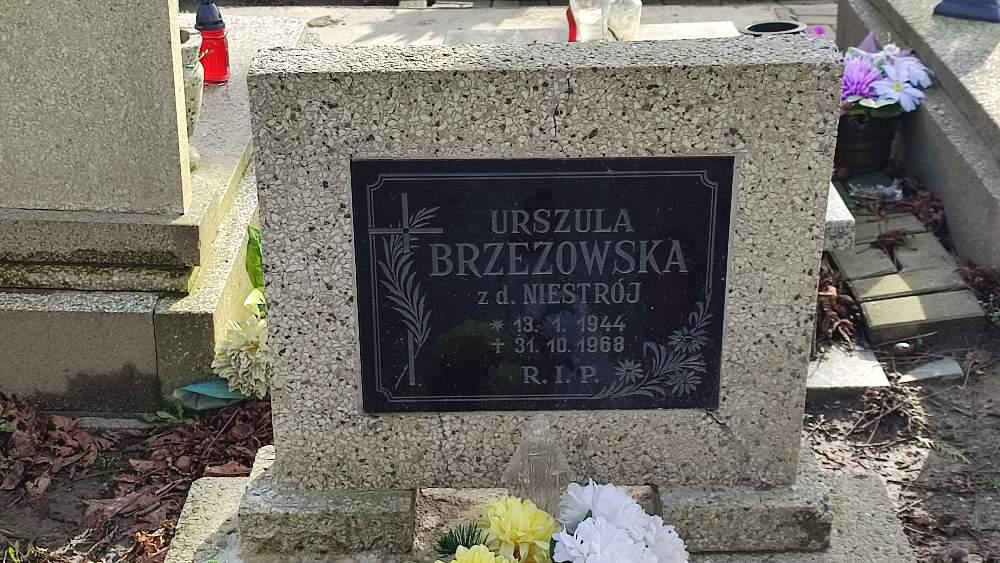 URSZULA
BRZEZOWSKA
z d. NIESTRÓJ
* 13. 1. 1944
+ 31. 10. 1968
R. I. P.